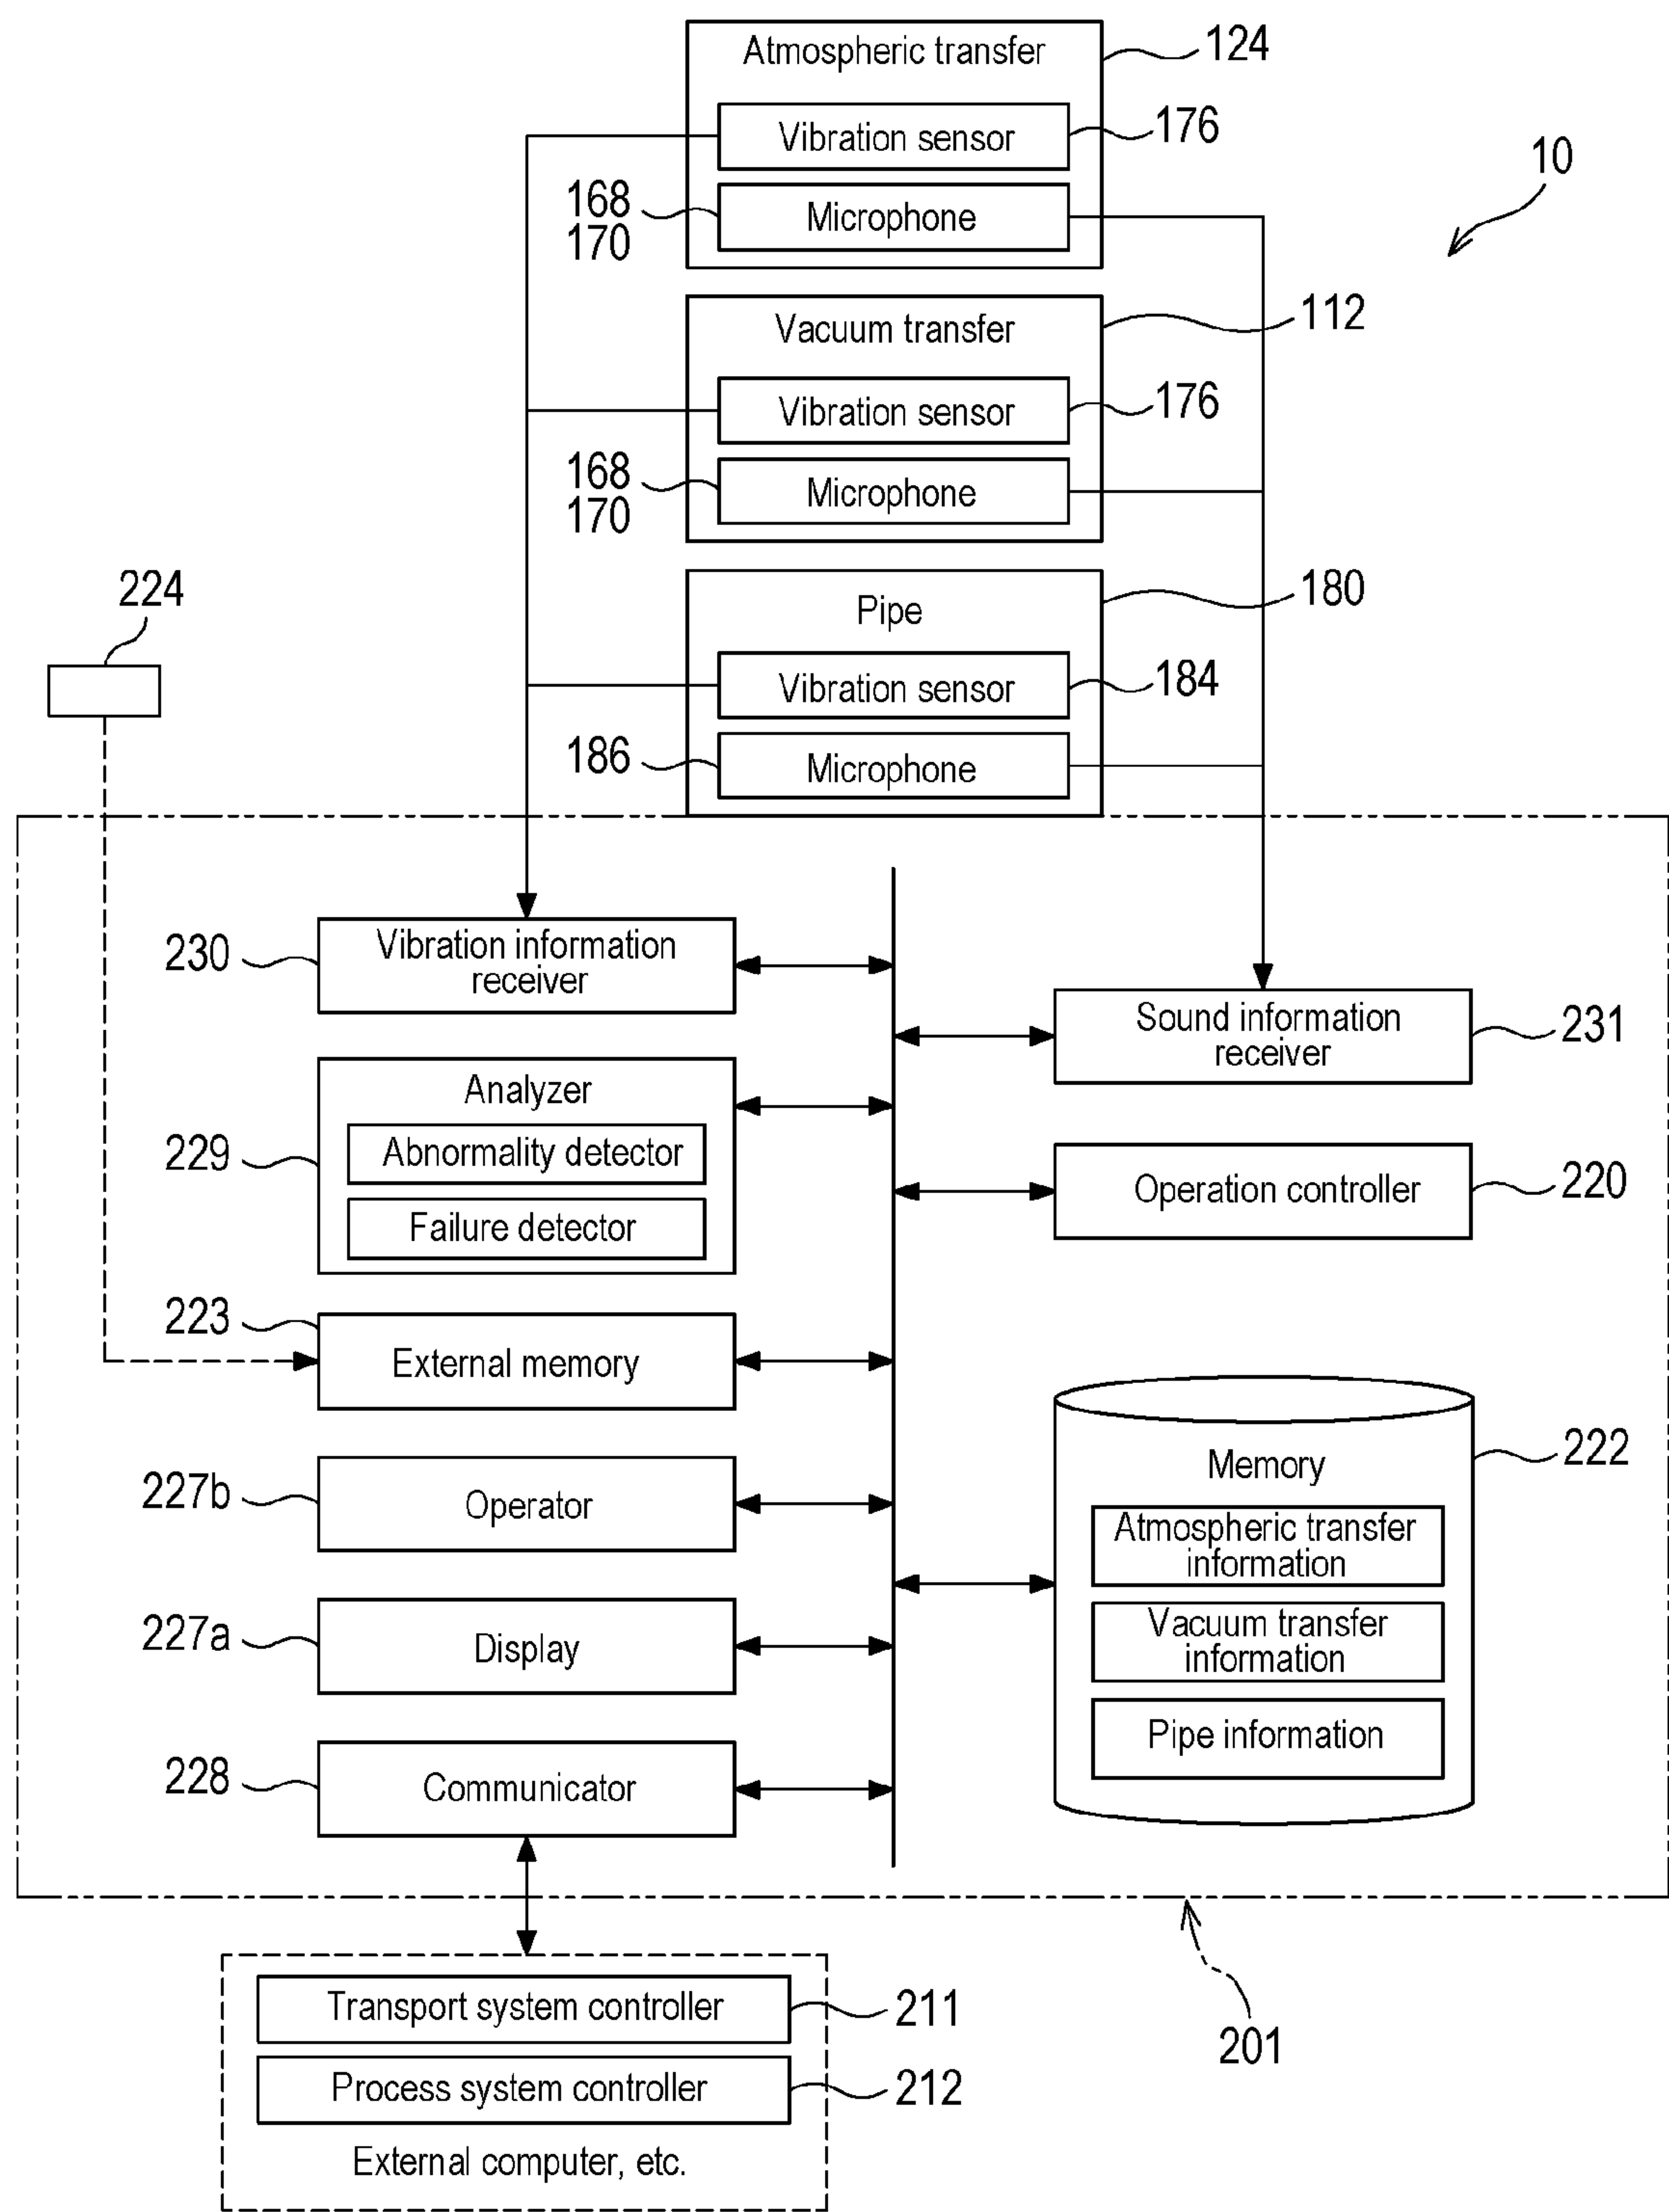 Atmospheric transfer
124
Vibration sensor
176
10
168
170
Microphone
Vacuum transfer
112
Vibration sensor
176
168
170
Microphone
224
Pipe
180
Vibration sensor
184
186
Microphone
230
Vibration information
receiver
Sound information
receiver
231
Analyzer
229
Abnormality detector
Failure detector
Operation controller
220
223
External memory
222
Memory
227b
Operator
Atmospheric transfer
information
227a
Display
Vacuum transfer
information
Pipe information
228
Communicator
Transport system controller
211
201
Process system controller
212
External computer, etc.